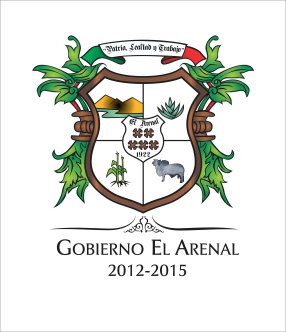 Patria, Lealtad y Trabajo
El Arenal
1922
GOBIERNO EL ARENAL
2012-2015